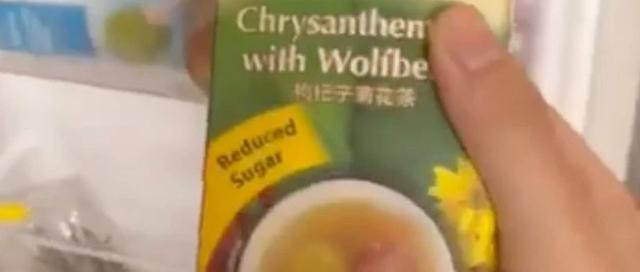 Chrysanthem
with Wolfbe
枸杞子菊花茶
Reduced
Sugar